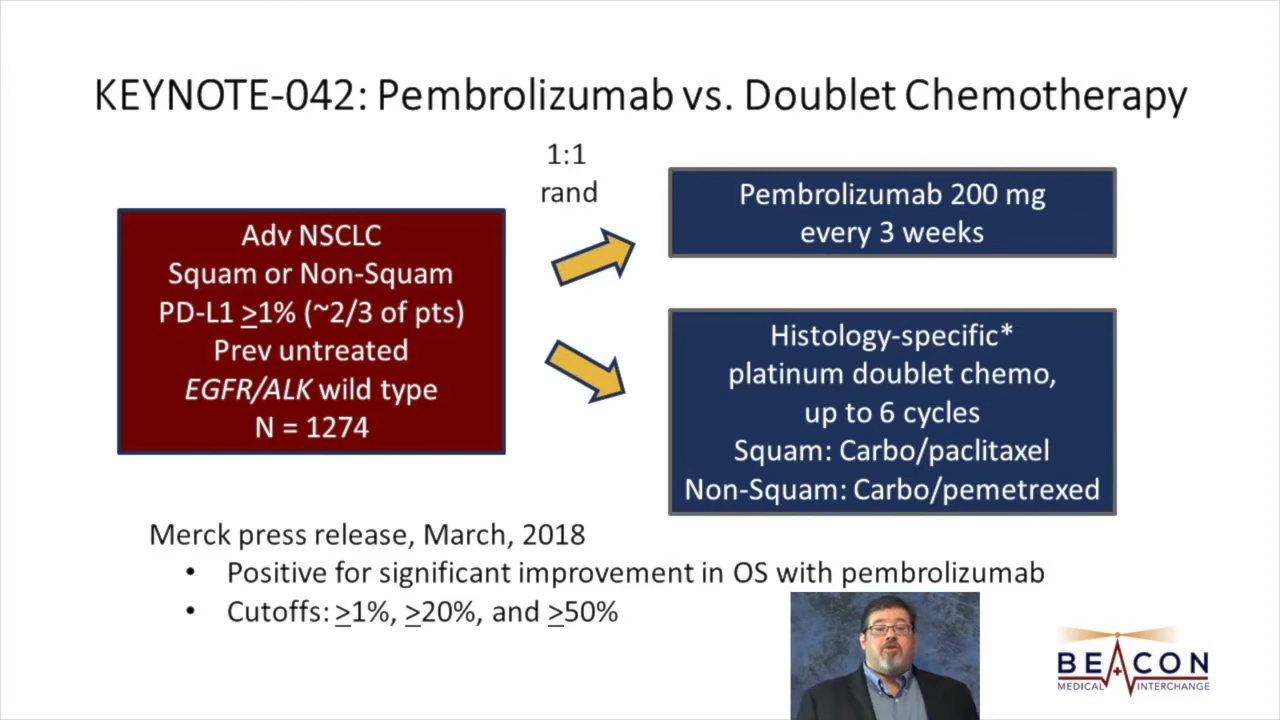 KEYNOTE-042: Pembrolizumab vs. Doublet Chemotherapy
1:1
rand
Adv NSCLC
Squam or Non-Squam
PD-L1 ≥1% (~2/3 of pts)
Prev untreated
EGFR/ALK wild type
N = 1274
Pembrolizumab 200 mg
every 3 weeks
Histology-specific*
platinum doublet chemo,
up to 6 cycles
Squam: Carbo/paclitaxel
Non-Squam: Carbo/pemetrexed
Merck press release, March, 2018
• Positive for significant improvement in OS with pembrolizumab
• Cutoffs: ≥1%, ≥20%, and ≥50%
BEACON
MEDICAL INTERCHANGE